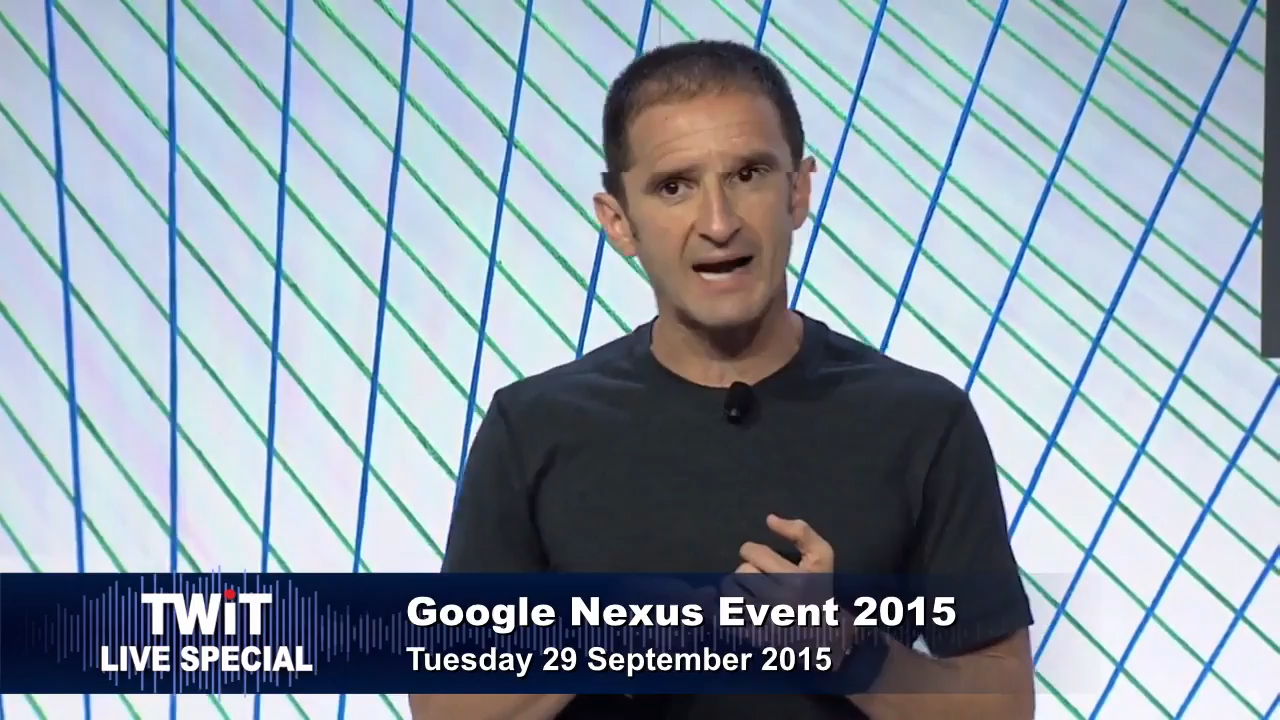 TWiT
LIVE SPECIAL
Google Nexus Event 2015
Tuesday 29 September 2015